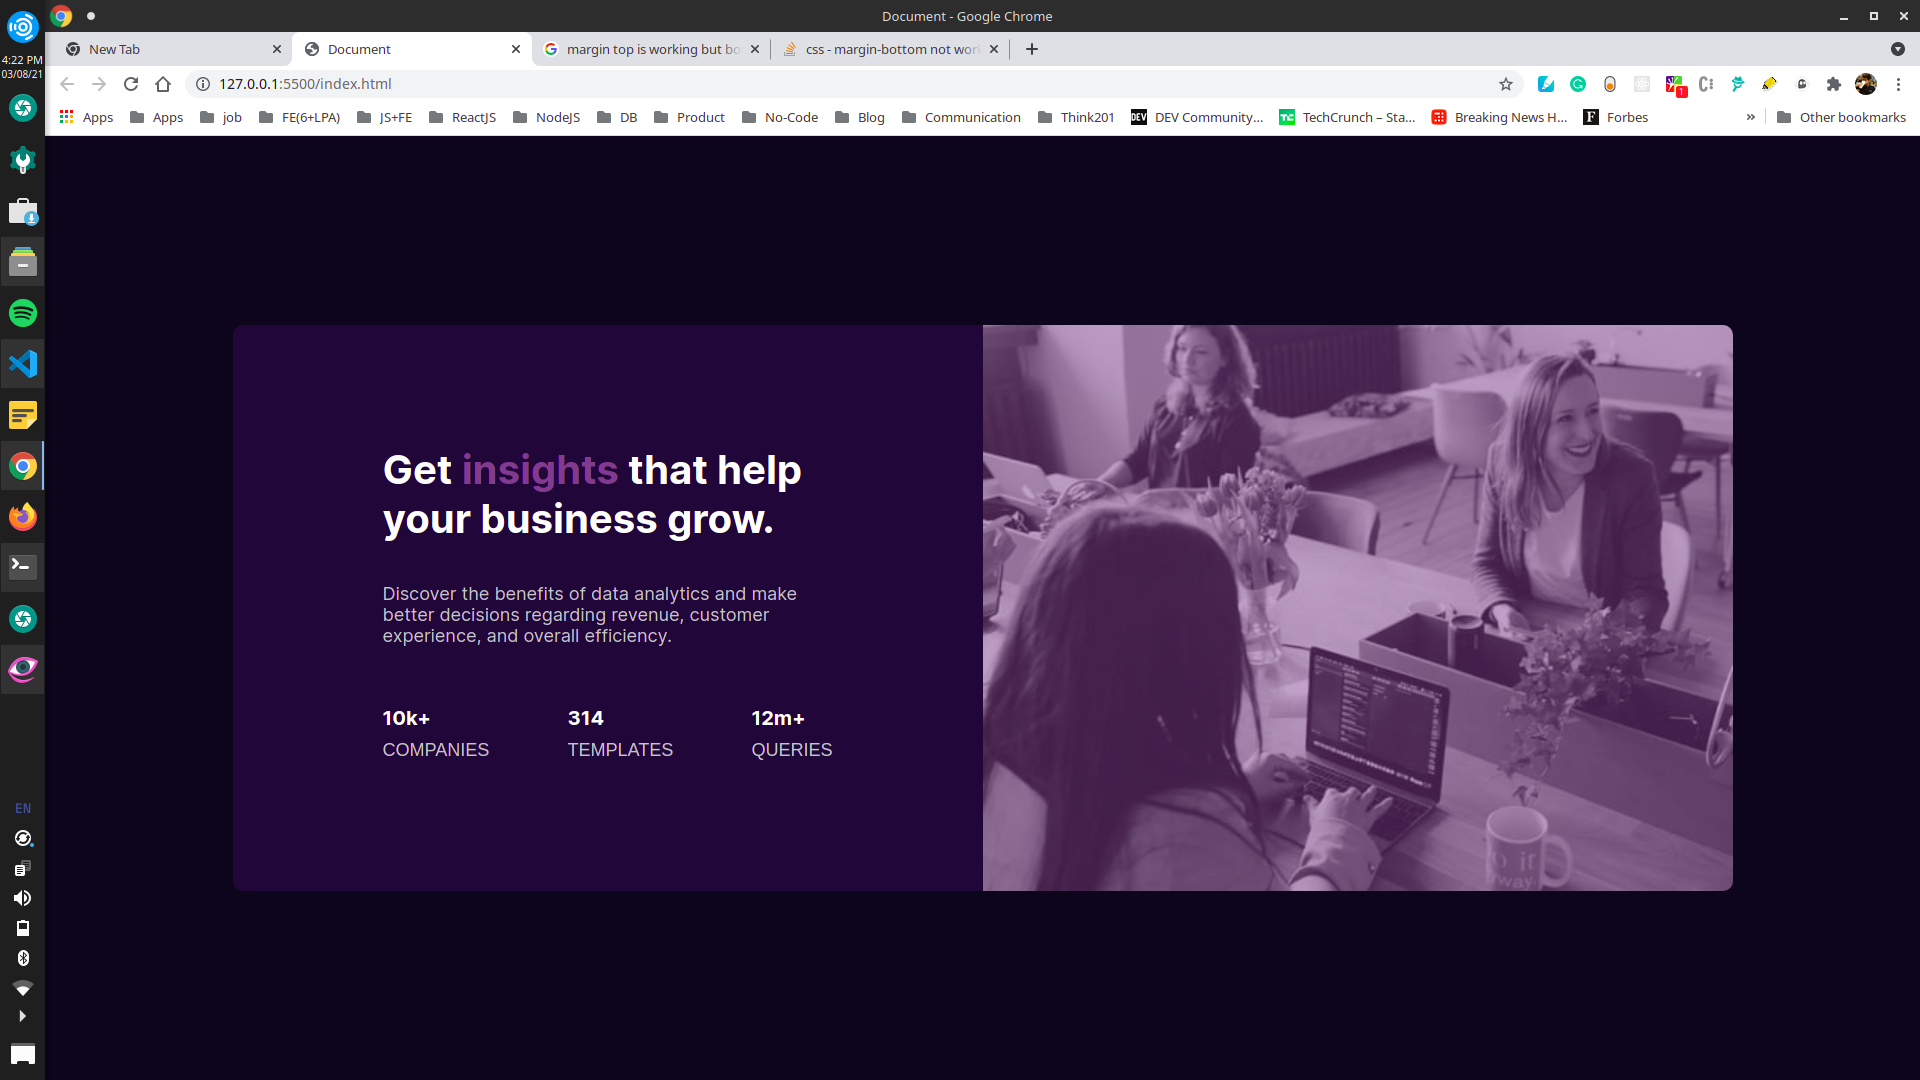 Document - Google Chrome
4:22 PM
03/08/21
New Tab
Document
margin top is working but bo
css - margin-bottom not wor
127.0.0.1:5500/index.html
1
Apps
Apps
job
FE(6+LPA)
JS+FE
ReactJS
NodeJS
DB
Product
No-Code
Blog
Communication
Think201
DEV
DEV Community...
TechCrunch – Sta...
Breaking News H...
F
Forbes
»
Other bookmarks
Get insights that help
your business grow.
Discover the benefits of data analytics and make
better decisions regarding revenue, customer
experience, and overall efficiency.
10k+
314
12m+
COMPANIES
TEMPLATES
QUERIES
EN